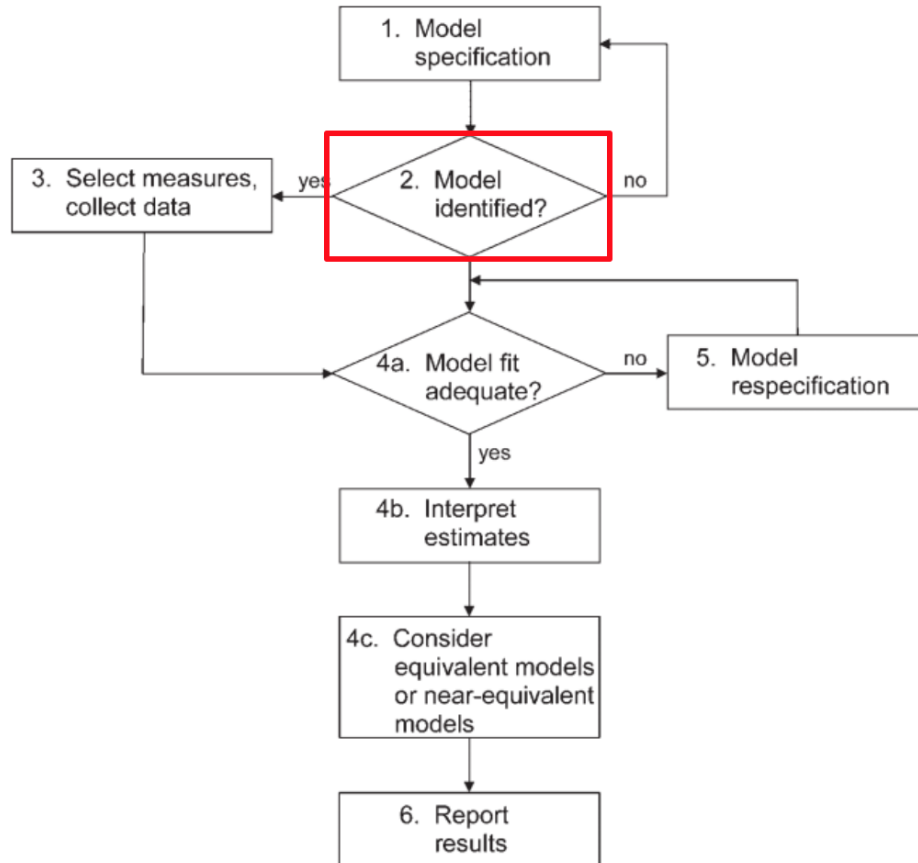 1. Model
specification
2. Model
identified?
yes
no
3. Select measures,
collect data
4a. Model fit
adequate?
no
yes
5. Model
respecification
4b. Interpret
estimates
4c. Consider
equivalent models
or near-equivalent
models
6. Report
results